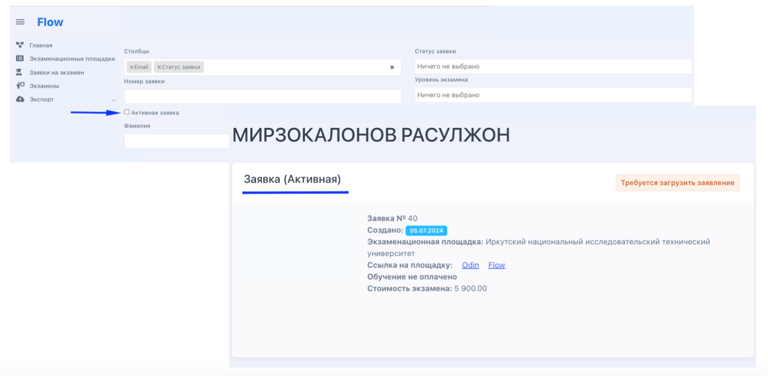 Flow
Главная
Экзаменационные площадки
Заявки на экзамен
Экзамены
Экспорт
Столбцы
×Email ×Статус заявки ×
Номер заявки
Активная заявка
Фамилия
Статус заявки
Ничего не выбрано
Уровень экзамена
Ничего не выбрано
МИРЗОКАЛОНОВ РАСУЛЖОН
Заявка (Активная)
Требуется загрузить заявление
Заявка № 40
Создано: 05.07.2024
Экзаменационная площадка: Иркутский национальный исследовательский технический
университет
Ссылка на площадку: Odin Flow
Обучение не оплачено
Стоимость экзамена: 5 900.00